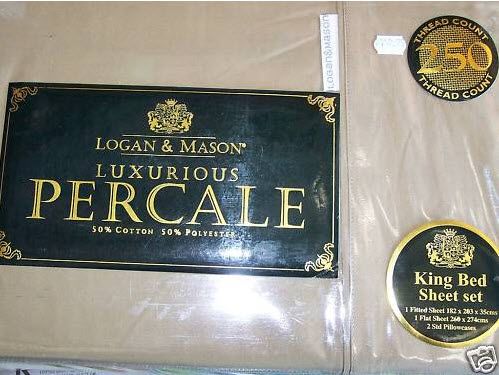 LOGAN & MASON®
LUXURIOUS
PERCALE
50% COTTON 50% POLYESTER
LOGAN & MASON
THREAD COUNT
250
THREAD COUNT
King Bed
Sheet set
1 Fitted Sheet 182 x 203 x 35cms
1 Flat Sheet 260 x 274cms
2 Std Pillowcases